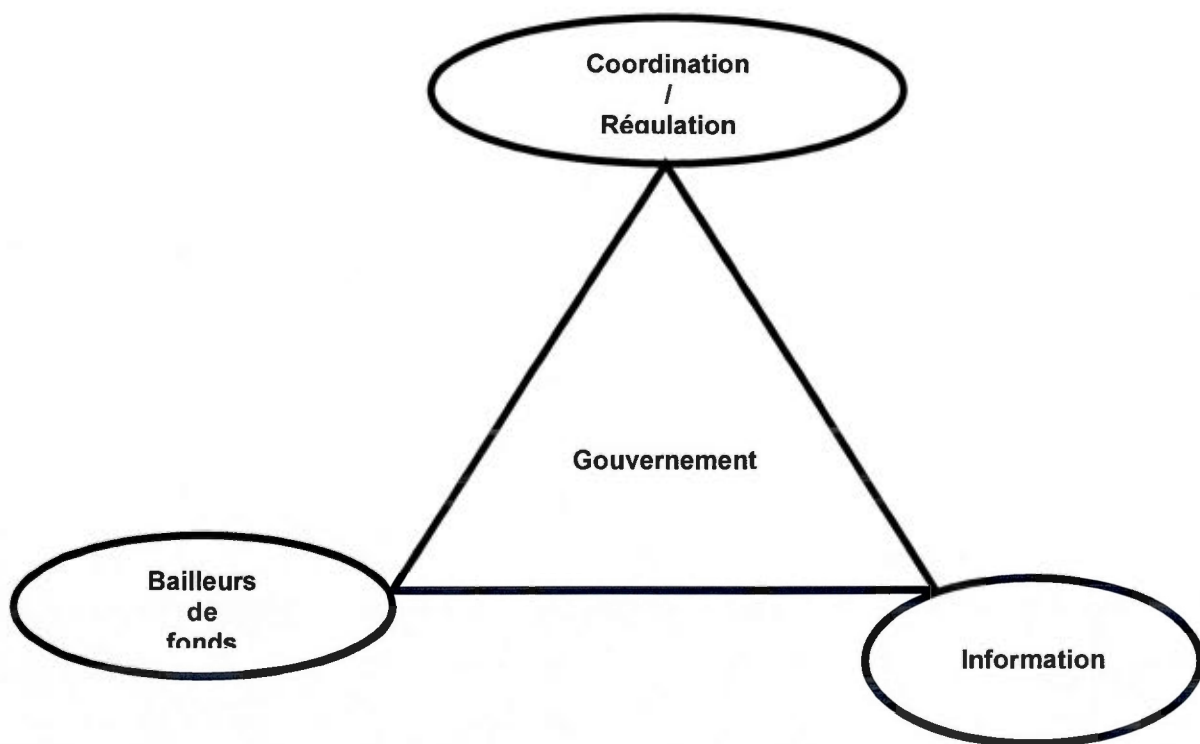 Coordination
/
Régulation
Gouvernement
Bailleurs
de
fonds
Information